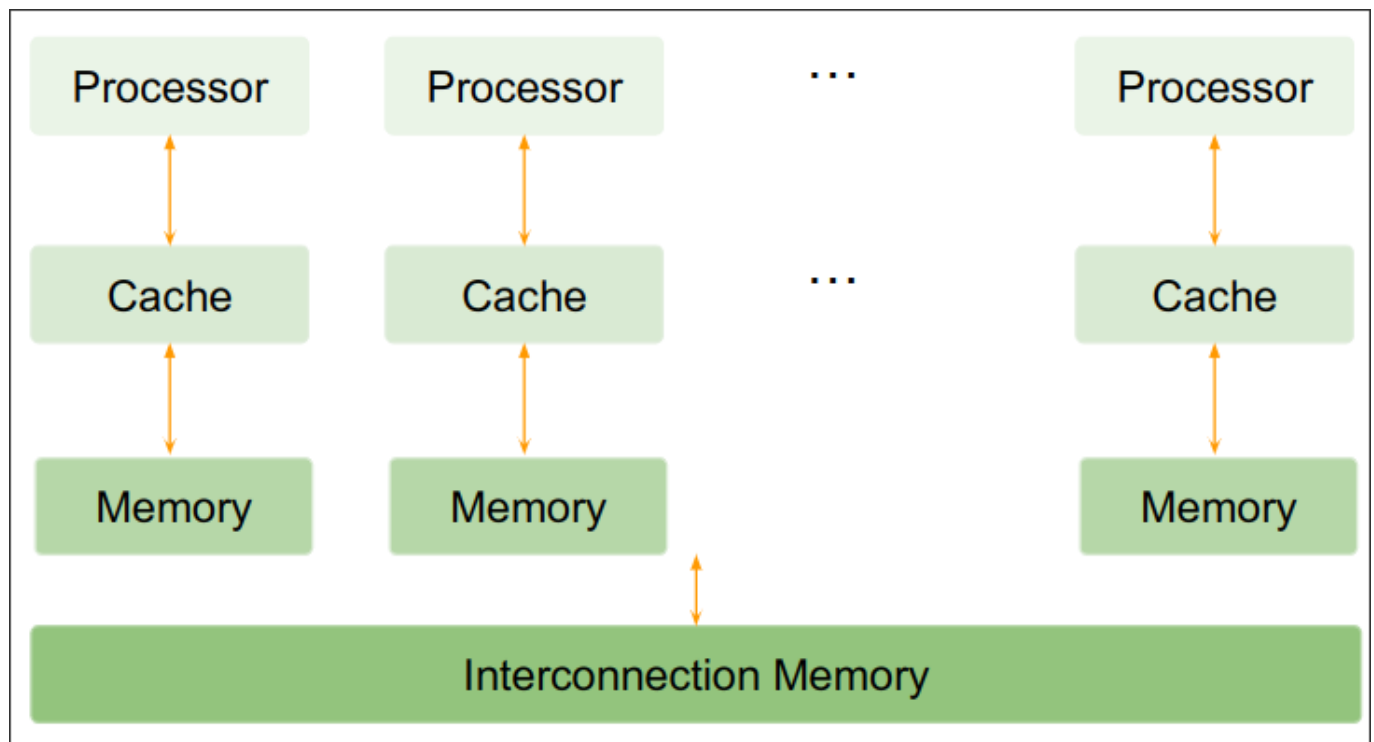 Processor Processor ... Processor
Cache Cache ... Cache
Memory Memory Memory
Interconnection Memory